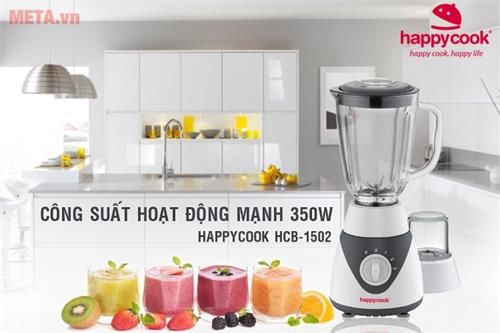 META.vn
happycook®
happy cook, happy life
CÔNG SUẤT HOẠT ĐỘNG MẠNH 350W
HAPPYCOOK HCB-1502
happycook